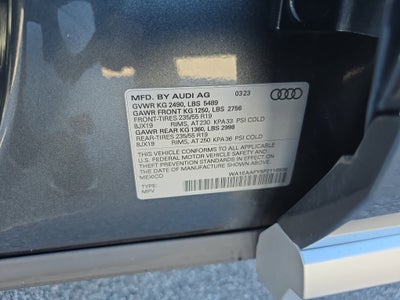 MFD. BY AUDI AG 03 23
GVWR KG 2490, LBS 5489
GAWR FRONT KG 1250, LBS 2756
FRONT-TIRES 235/55 R19
8JX19 RIMS, AT 230 KPA 33 PSI COLD
GAWR REAR KG 1360, LBS 2998
REAR-TIRES 235/55 R19
8JX19 RIMS, AT 250 KPA 36 PSI COLD
THIS VEHICLE CONFORMS TO ALL APPLICABLE
U.S. FEDERAL MOTOR VEHICLE SAFETY AND
THEFT PREVENTION STANDARDS IN EFFECT ON
THE DATE OF MANUFACTURE SHOWN ABOVE.
MEXICO
TYPE:
MPV